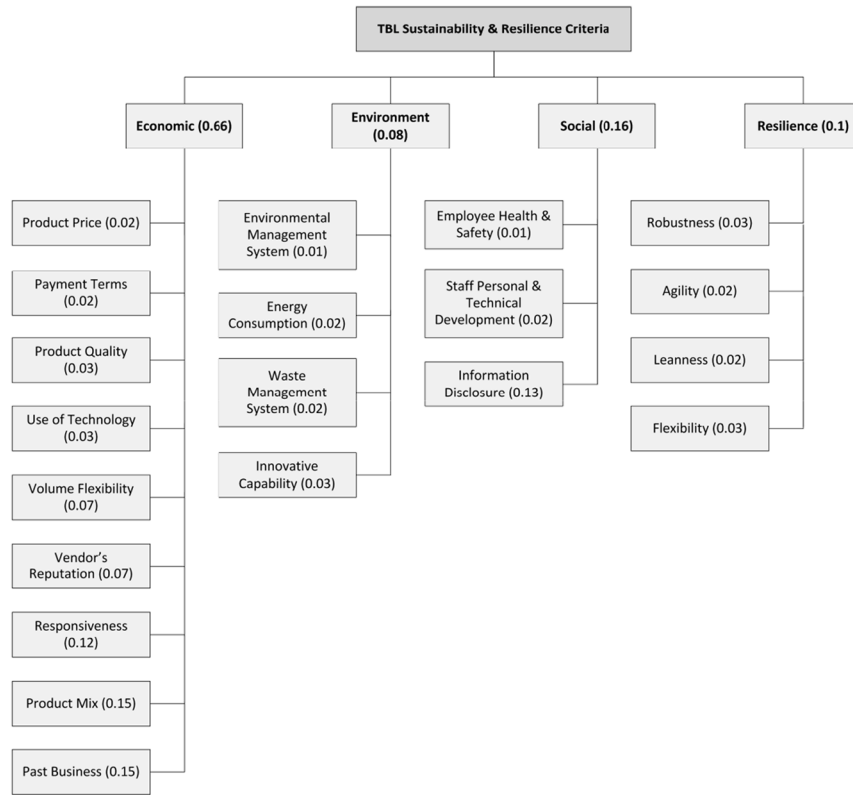 TBL Sustainability & Resilience Criteria
Economic (0.66)
Environment
(0.08)
Social (0.16)
Resilience (0.1)
Product Price (0.02)
Payment Terms
(0.02)
Product Quality
(0.03)
Use of Technology
(0.03)
Volume Flexibility
(0.07)
Vendor's
Reputation (0.07)
Responsiveness
(0.12)
Product Mix (0.15)
Past Business (0.15)
Environmental
Management
System (0.01)
Energy
Consumption (0.02)
Waste
Management
System (0.02)
Innovative
Capability (0.03)
Employee Health &
Safety (0.01)
Staff Personal &
Technical
Development (0.02)
Information
Disclosure (0.13)
Robustness (0.03)
Agility (0.02)
Leanness (0.02)
Flexibility (0.03)